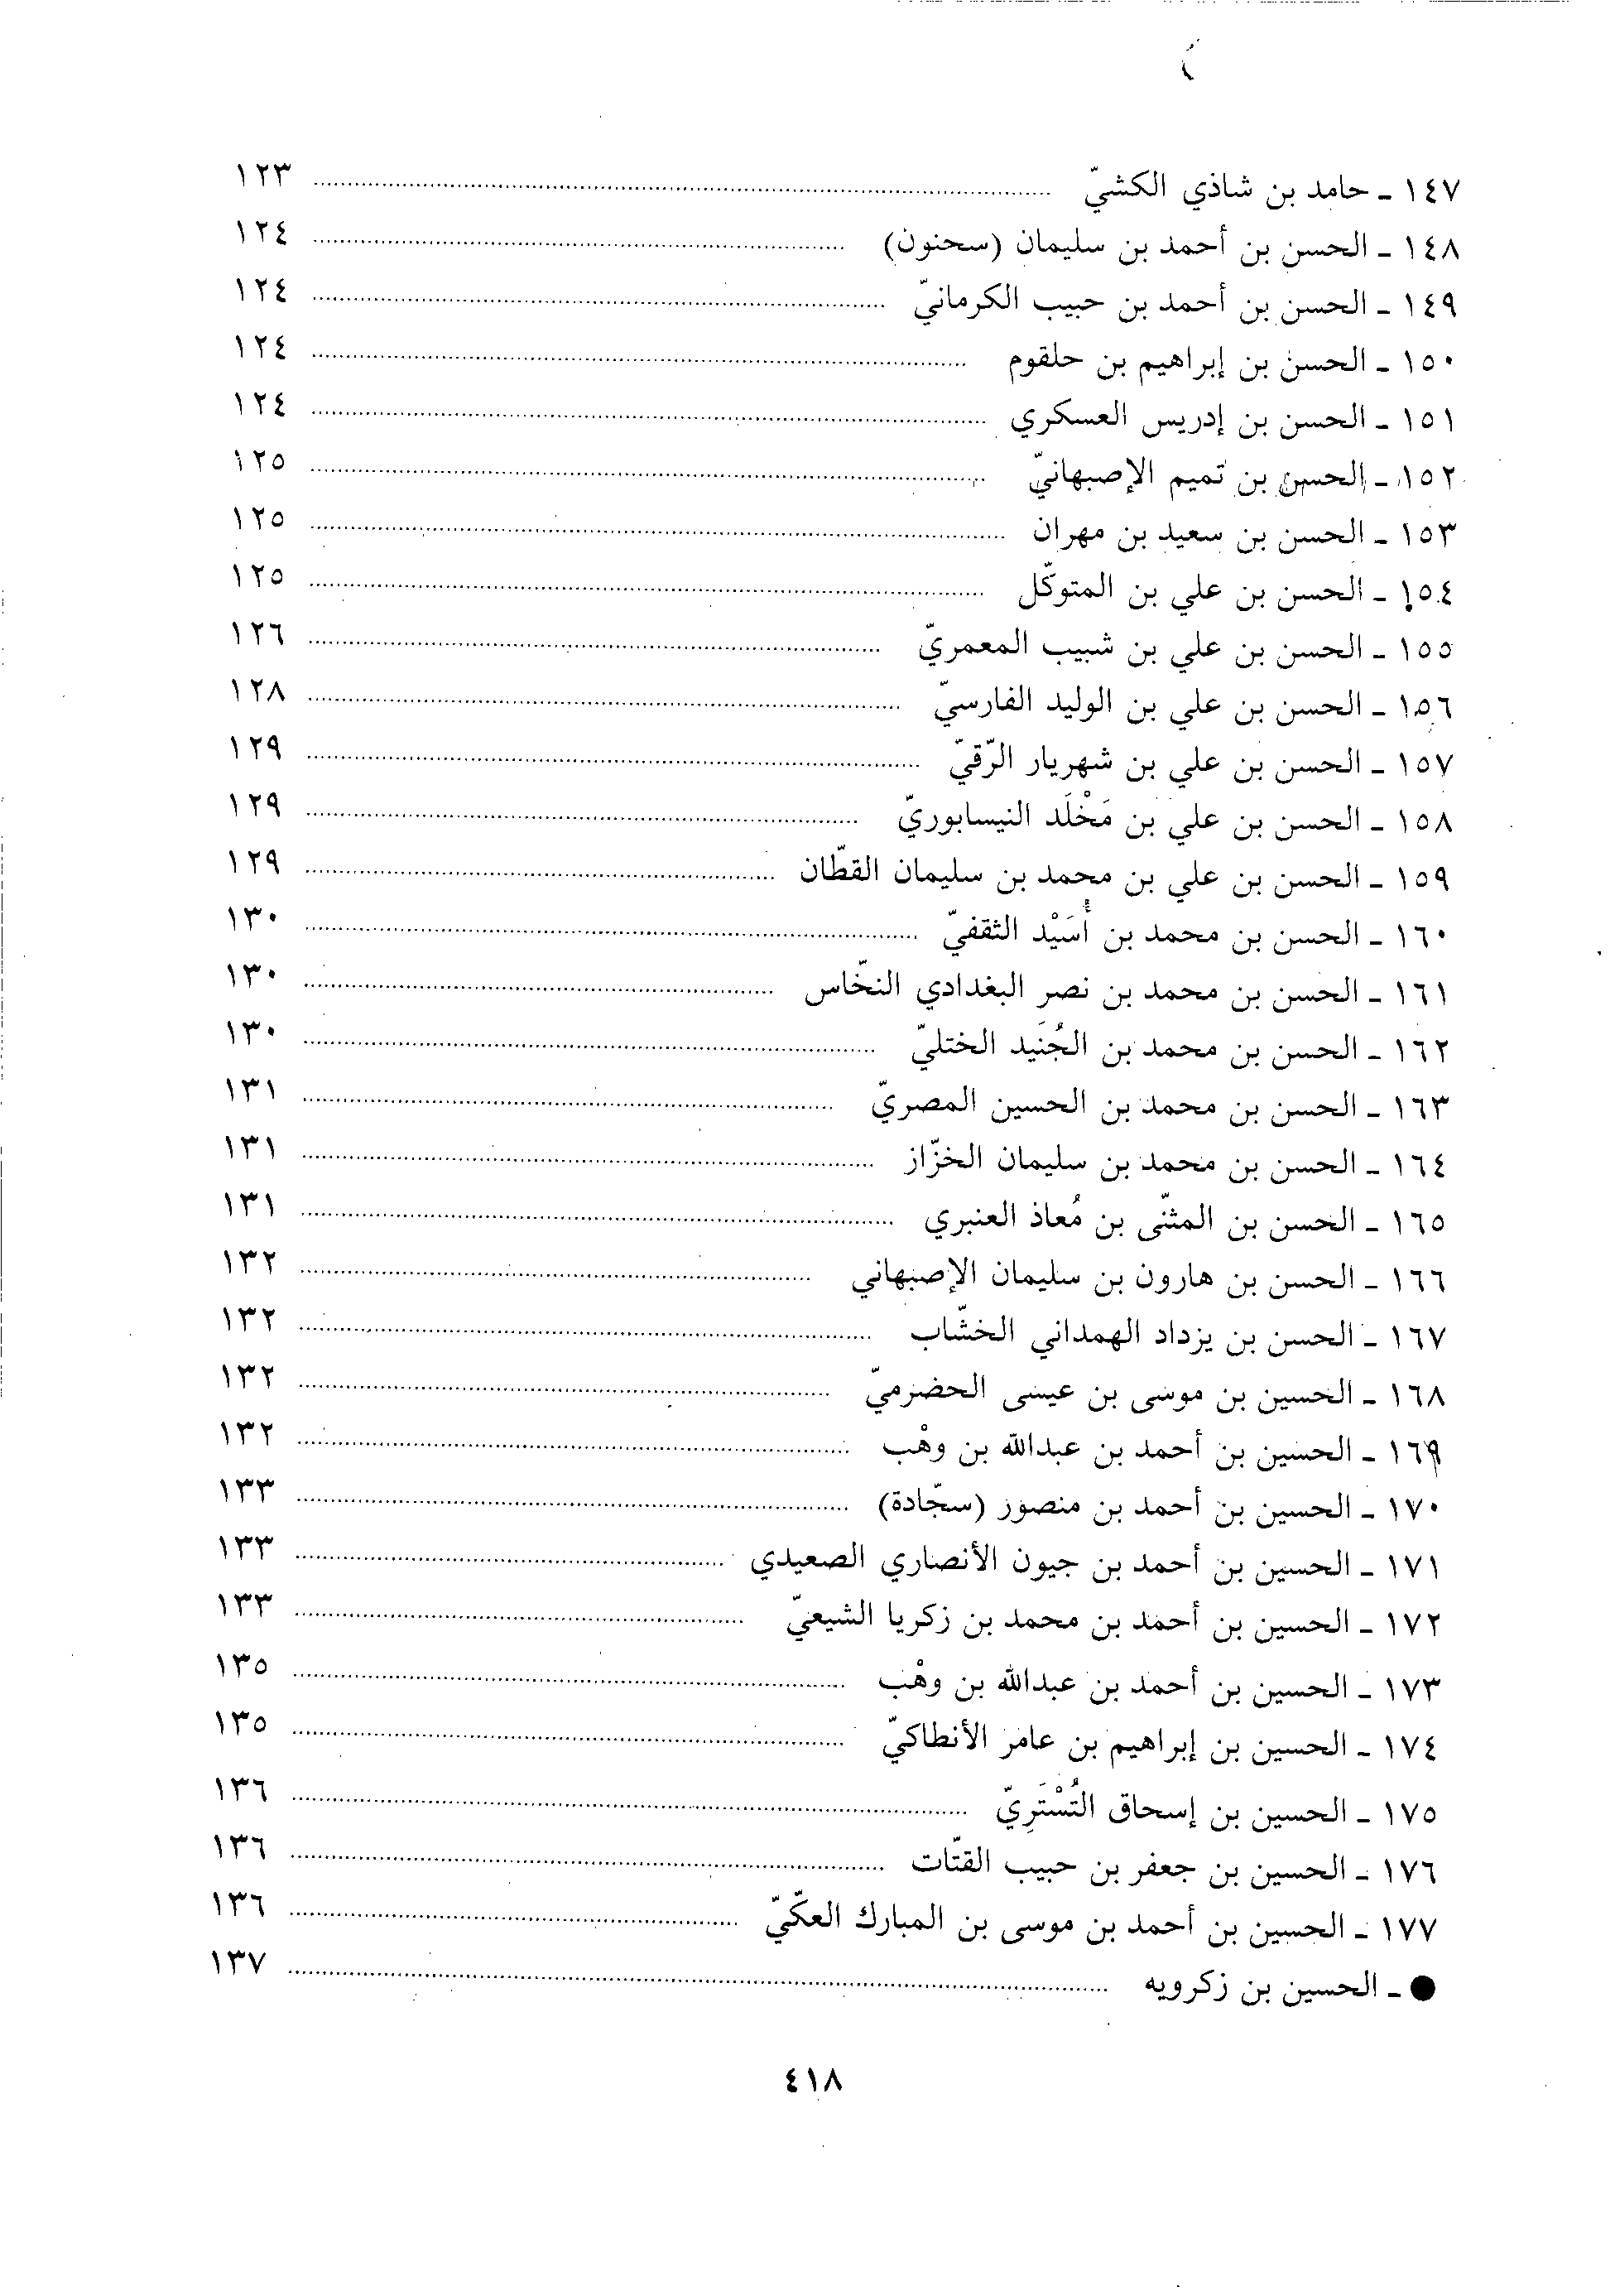 ١٤٧ ـ حامد بن شاذي الكشيّ ........ ١٢٣
١٤٨ ـ الحسن بن أحمد بن سليمان (سحنون) ........ ١٢٤
١٤٩ ـ الحسن بن أحمد بن حبيب الكرمانيّ ........ ١٢٤
١٥٠ ـ الحسن بن إبراهيم بن حلقوم ........ ١٢٤
١٥١ ـ الحسن بن إدريس العسكري ........ ١٢٤
١٥٢ ـ الحسن بن تميم الإصبهانيّ ........ ١٢٥
١٥٣ ـ الحسن بن سعيد بن مهران ........ ١٢٥
١٥٤ ـ الحسن بن علي بن المتوكّل ........ ١٢٥
١٥٥ ـ الحسن بن علي بن شبيب المعمريّ ........ ١٢٦
١٥٦ ـ الحسن بن علي بن الوليد الفارسيّ ........ ١٢٨
١٥٧ ـ الحسن بن علي بن شهريار الرّقيّ ........ ١٢٩
١٥٨ ـ الحسن بن علي بن مَخْلَد النيسابوريّ ........ ١٢٩
١٥٩ ـ الحسن بن علي بن محمد بن سليمان القطّان ........ ١٢٩
١٦٠ ـ الحسن بن محمد بن أُسَيْد الثقفيّ ........ ١٣٠
١٦١ ـ الحسن بن محمد بن نصر البغدادي النخّاس ........ ١٣٠
١٦٢ ـ الحسن بن محمد بن الجُنَيد الختليّ ........ ١٣٠
١٦٣ ـ الحسن بن محمد بن الحسين المصريّ ........ ١٣١
١٦٤ ـ الحسن بن محمد بن سليمان الخزّاز ........ ١٣١
١٦٥ ـ الحسن بن المثنّى بن مُعاذ العنبري ........ ١٣١
١٦٦ ـ الحسن بن هارون بن سليمان الإصبهاني ........ ١٣٢
١٦٧ ـ الحسن بن يزداد الهمداني الخشّاب ........ ١٣٢
١٦٨ ـ الحسين بن موسى بن عيسى الحضرميّ ........ ١٣٢
١٦٩ ـ الحسين بن أحمد بن عبدالله بن وهْب ........ ١٣٢
١٧٠ ـ الحسين بن أحمد بن منصور (سجّادة) ........ ١٣٣
١٧١ ـ الحسين بن أحمد بن جيون الأنصاري الصعيدي ........ ١٣٣
١٧٢ ـ الحسين بن أحمد بن محمد بن زكريا الشيعيّ ........ ١٣٣
١٧٣ ـ الحسين بن أحمد بن عبدالله بن وهْب ........ ١٣٥
١٧٤ ـ الحسين بن إبراهيم بن عامر الأنطاكيّ ........ ١٣٥
١٧٥ ـ الحسين بن إسحاق التُسْتَرِيّ ........ ١٣٦
١٧٦ ـ الحسين بن جعفر بن حبيب القتّات ........ ١٣٦
١٧٧ ـ الحسين بن أحمد بن موسى بن المبارك العكّيّ ........ ١٣٦
● ـ الحسين بن زكرويه ........ ١٣٧
٤١٨